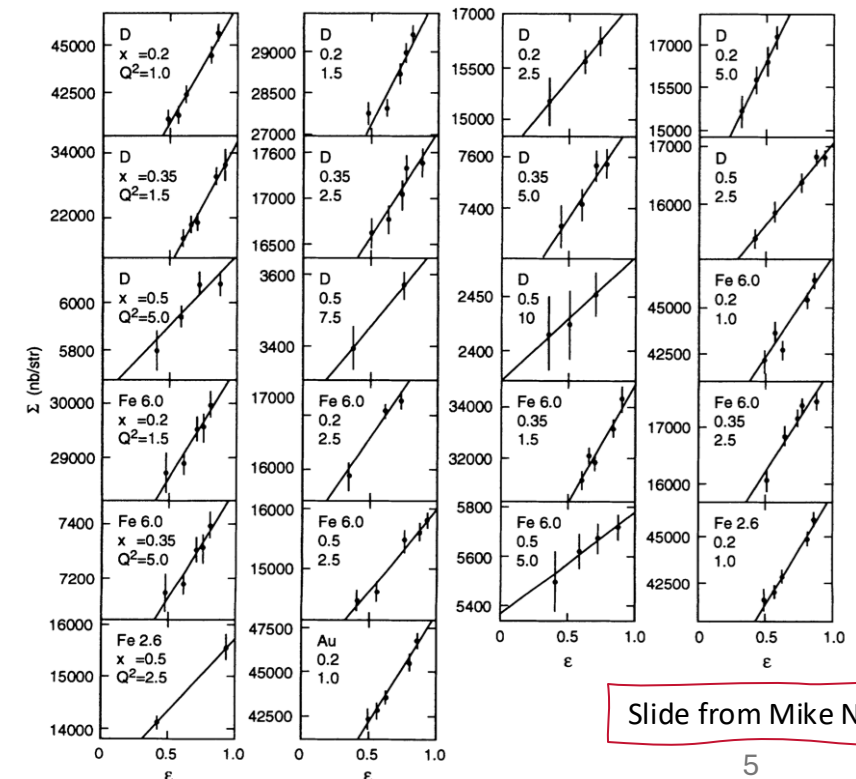 Σ (nb/str)
45000
42500
D
x =0.2
Q²=1.0
29000
28500
27000
D
0.2
1.5
17000
15500
15000
D
0.2
2.5
17000
15500
15000
D
0.2
5.0
34000
22000
D
x =0.35
Q²=1.5
17600
17000
16500
D
0.35
2.5
7600
7400
D
0.35
5.0
17000
16000
D
0.5
2.5
6000
5800
D
x =0.5
Q²=5.0
3600
3400
D
0.5
7.5
2450
2400
D
0.5
10
45000
42500
Fe 6.0
0.2
1.0
30000
29000
Fe 6.0
x =0.2
Q²=1.5
17000
16000
Fe 6.0
0.2
2.5
34000
32000
Fe 6.0
0.35
1.5
17000
16000
Fe 6.0
0.35
2.5
7400
7200
Fe 6.0
x =0.35
Q²=5.0
16000
15000
Fe 6.0
0.5
2.5
5800
5600
5400
Fe 6.0
0.5
5.0
0 0.5 1.0
ε
45000
42500
Fe 2.6
0.2
1.0
0 0.5 1.0
ε
16000
15000
14000
Fe 2.6
x =0.5
Q²=2.5
0 0.5 1.0
ε
47500
45000
42500
Au
0.2
1.0
0 0.5 1.0
ε
Slide from Mike N
5